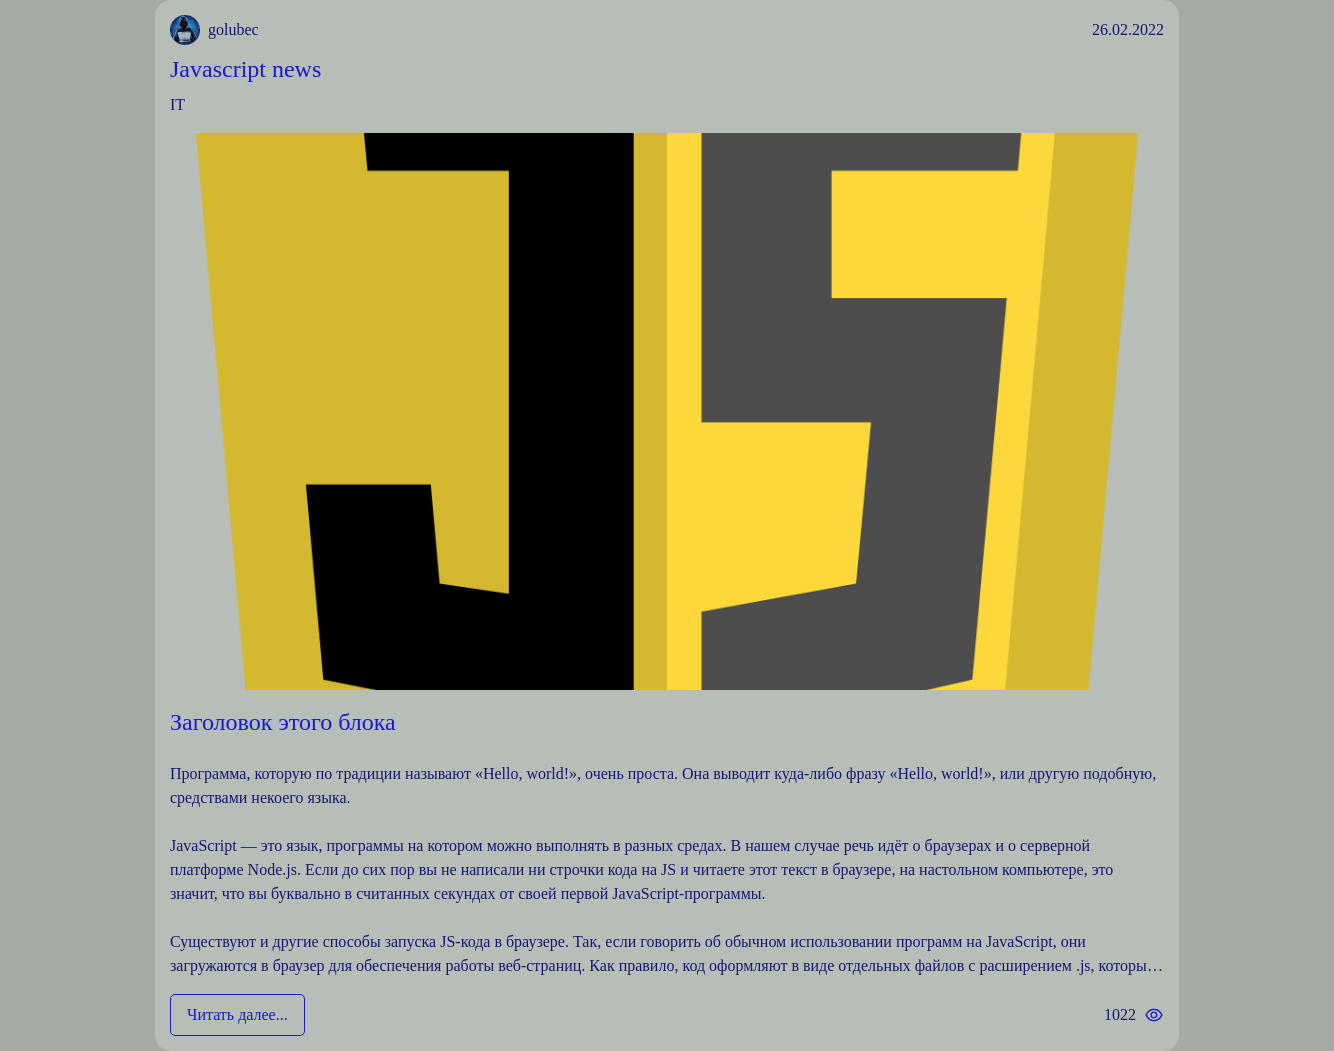 golubec
26.02.2022
Javascript news
IT
JS
Заголовок этого блока
Программа, которую по традиции называют «Hello, world!», очень проста. Она выводит куда-либо фразу «Hello, world!», или другую подобную,
средствами некоего языка.
JavaScript — это язык, программы на котором можно выполнять в разных средах. В нашем случае речь идёт о браузерах и о серверной
платформе Node.js. Если до сих пор вы не написали ни строчки кода на JS и читаете этот текст в браузере, на настольном компьютере, это
значит, что вы буквально в считанных секундах от своей первой JavaScript-программы.
Существуют и другие способы запуска JS-кода в браузере. Так, если говорить об обычном использовании программ на JavaScript, они
загружаются в браузер для обеспечения работы веб-страниц. Как правило, код оформляют в виде отдельных файлов с расширением .js, которы…
Читать далее...
1022